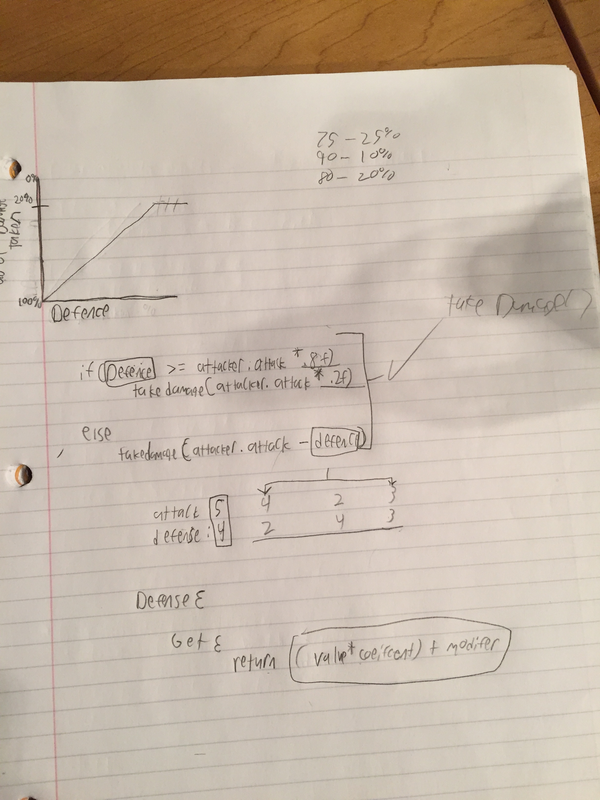 75 - 25%
90 - 10%
80 - 20%
0%
20%
100%
Defence
take Damage()
if (Defence >= attacker.attack * .8f)
take damage(attacker.attack * .2f)
else
takedamage(attacker.attack - defence)
attack 5 4 2 3
defense: 4 2 4 3
Defense {
Get {
return (value * coeificent) + modifer